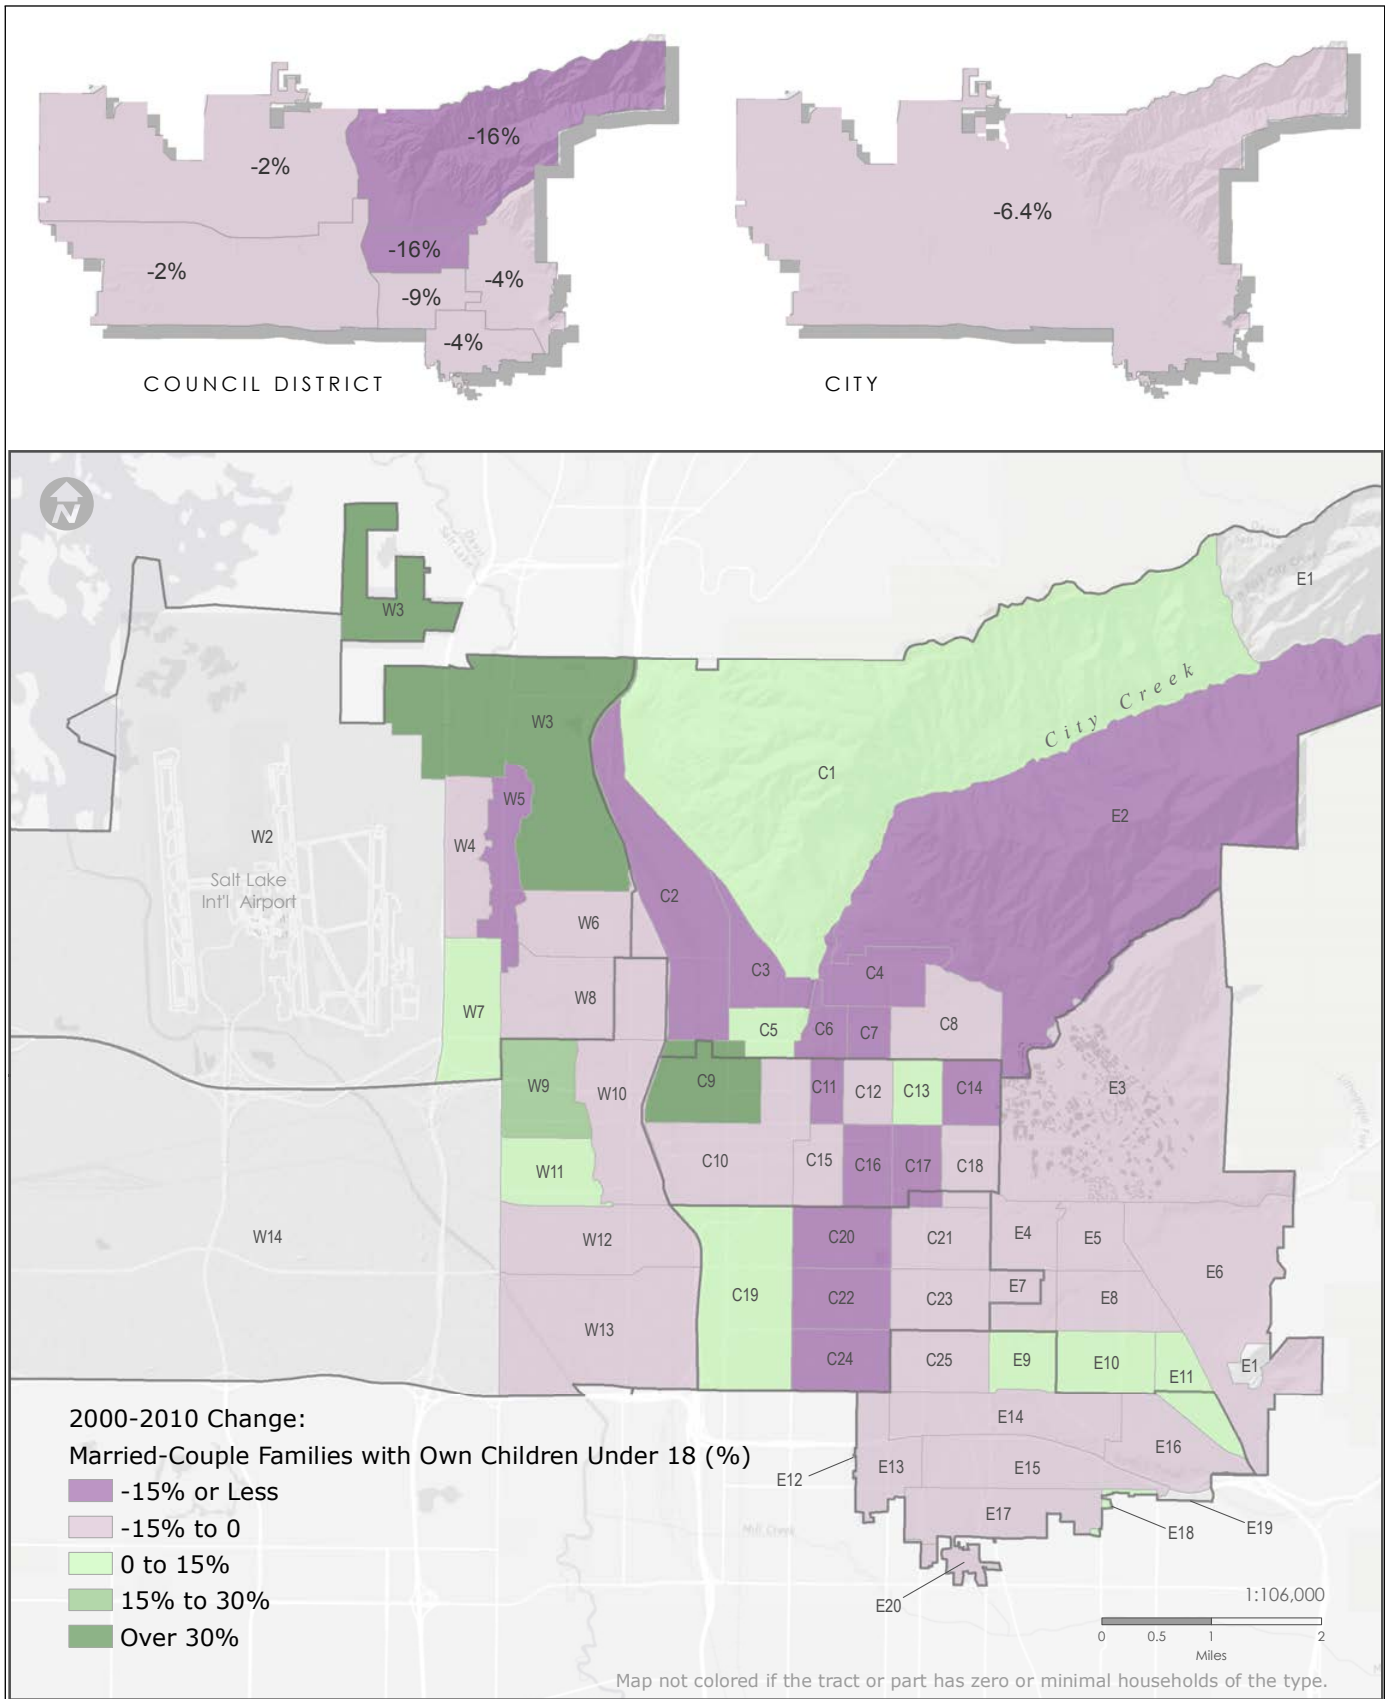 -16%
-2%
-6.4%
-16%
-2%
-4%
-9%
-4%
COUNCIL DISTRICT
CITY
N
E1
W3
City Creek
W3
C1
W5
E2
W2
W4
Salt Lake
Int'l Airport
C2
W6
C3
C4
W8
W7
C5
C6
C7
C8
W9
W10
C9
C11
C12
C13
C14
E3
W11
C10
C15
C16
C17
C18
W14
W12
C20
C21
E4
E5
E6
C19
C22
C23
E7
E8
W13
C24
C25
E9
E10
E11
E1
2000-2010 Change:
Married-Couple Families with Own Children Under 18 (%)
-15% or Less
-15% to 0
0 to 15%
15% to 30%
Over 30%
E14
E16
E12
E13
E15
E17
E18
E19
Mill Creek
E20
1:106,000
0 0.5 1 2
Miles
Map not colored if the tract or part has zero or minimal households of the type.